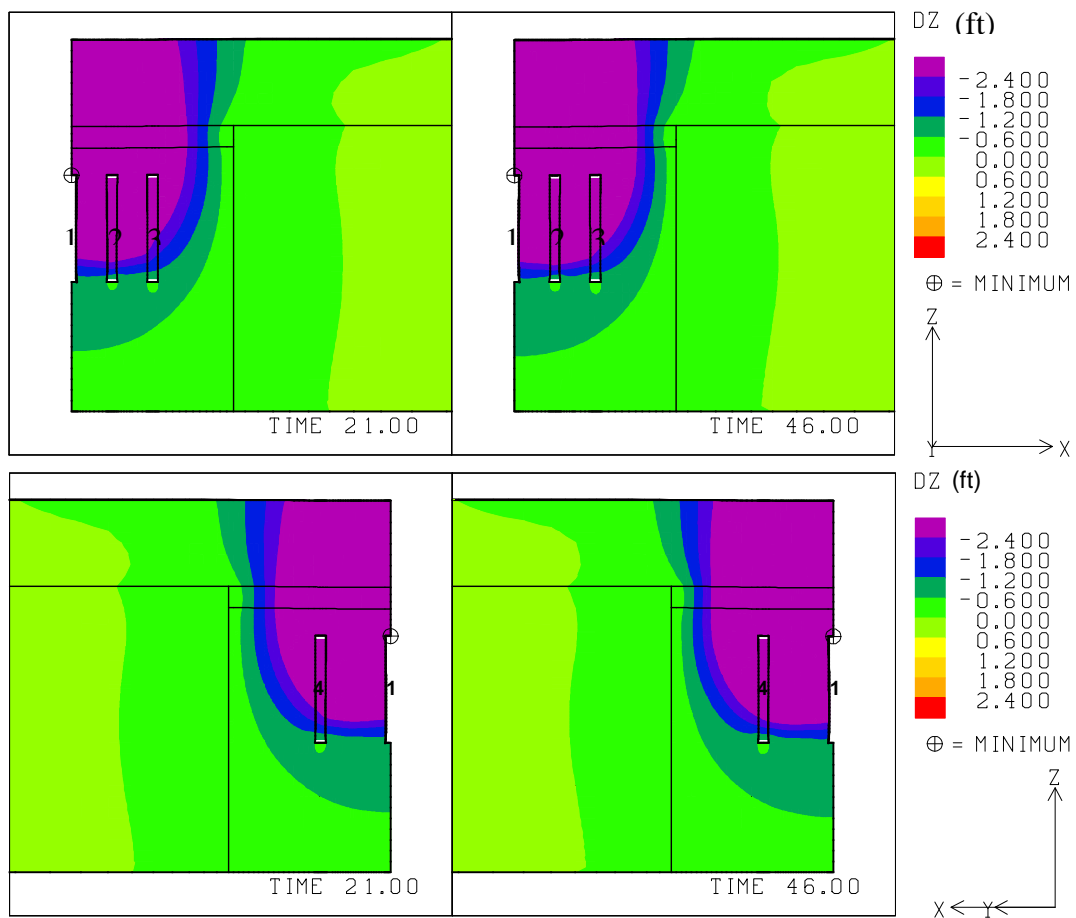 DZ (ft)
-2.400
-1.800
-1.200
-0.600
0.000
0.600
1.200
1.800
2.400
⊕ = MINIMUM
1 2 3
1 2 3
TIME 21.00
TIME 46.00
Z
Y
X
DZ (ft)
-2.400
-1.800
-1.200
-0.600
0.000
0.600
1.200
1.800
2.400
⊕ = MINIMUM
4 1
4 1
TIME 21.00
TIME 46.00
Z
X Y